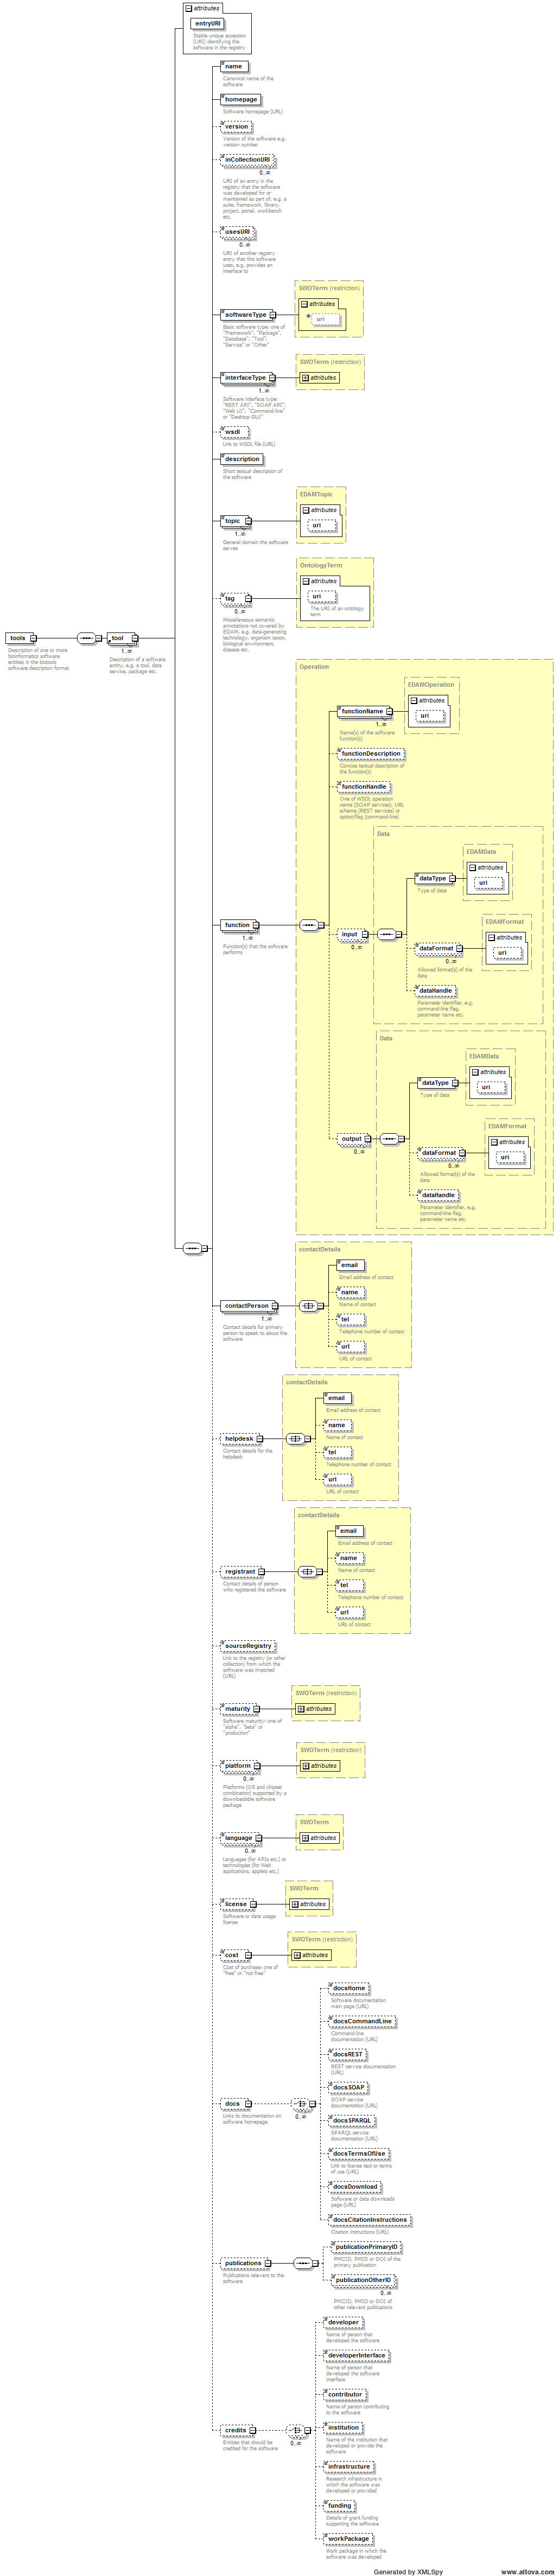 attributes
entryURI
Stable unique accession
(URI) identifying the
software in the registry
name
Canonical name of the
software
homepage
Software homepage (URL)
version
Version of the software e.g.
version number
inCollectionURI
0..∞
URI of an entry in the
registry that the software
was developed for or
maintained as part of, e.g. a
suite, framework, library,
project, portal, workbench
etc.
usesURI
0..∞
URI of another registry
entry that this software
uses, e.g. provides an
interface to
SWOTerm (restriction)
attributes
softwareType
uri
Basic software type: one of
"Framework", "Package",
"Database", "Tool",
"Service" or "Other"
SWOTerm (restriction)
interfaceType
attributes
1..∞
Software interface type:
"REST API", "SOAP API",
"Web UI", "Command-line"
or "Desktop GUI"
wsdl
Link to WSDL file (URL)
description
Short textual description of
the software
EDAMTopic
attributes
topic
uri
1..∞
General domain the software
serves
OntologyTerm
attributes
tag
uri
0..∞
The URI of an ontology
term
Miscellaneous semantic
annotations not covered by
EDAM, e.g. data-generating
technology, organism taxon,
biological environment,
disease etc.
tools
Description of one or more
bioinformatics software
entities in the biotools
software description format
tool
1..∞
Description of a software
entity, e.g. a tool, data
service, package etc.
Operation
EDAMOperation
attributes
functionName
uri
1..∞
Name(s) of the software
function(s)
functionDescription
Concise textual description of
the function(s)
functionHandle
One of WSDL operation
name (SOAP services), URL
scheme (REST services) or
option/flag (command-line)
Data
EDAMData
attributes
dataType
uri
Type of data
function
1..∞
Function(s) that the software
performs
input
0..∞
EDAMFormat
attributes
dataFormat
uri
0..∞
Allowed format(s) of the
data
dataHandle
Parameter identifier, e.g.
command-line flag,
parameter name etc.
Data
EDAMData
attributes
dataType
uri
Type of data
output
0..∞
EDAMFormat
attributes
dataFormat
uri
0..∞
Allowed format(s) of the
data
dataHandle
Parameter identifier, e.g.
command-line flag,
parameter name etc.
contactDetails
email
Email address of contact
name
Name of contact
contactPerson
1..∞
Contact details for primary
person to speak to about the
software
tel
Telephone number of contact
url
URL of contact
contactDetails
email
Email address of contact
name
Name of contact
helpdesk
Contact details for the
helpdesk
tel
Telephone number of contact
url
URL of contact
contactDetails
email
Email address of contact
name
Name of contact
registrant
Contact details of person
who registered the software
tel
Telephone number of contact
url
URL of contact
sourceRegistry
Link to the registry (or other
collection) from which the
software was imported
(URL)
SWOTerm (restriction)
maturity
attributes
Software maturity: one of
"alpha", "beta" or
"production"
SWOTerm (restriction)
platform
attributes
0..∞
Platforms (OS and chipset
combination) supported by a
downloadable software
package
SWOTerm
language
attributes
0..∞
Languages (for APIs etc.) or
technologies (for Web
applications, applets etc.)
SWOTerm
license
attributes
Software or data usage
license
SWOTerm (restriction)
cost
attributes
Cost of purchase: one of
"free" or "not free"
docsHome
Software documentation
main page (URL)
docsCommandLine
Command-line
documentation (URL)
docsREST
REST service documentation
(URL)
docsSOAP
SOAP service
documentation (URL)
docs
0..∞
Links to documentation on
software homepage
docsSPARQL
SPARQL service
documentation (URL)
docsTermsOfUse
Link to license text or terms
of use (URL)
docsDownload
Software or data downloads
page (URL)
docsCitationInstructions
Citation instructions (URL)
publications
Publications relevant to the
software
publicationPrimaryID
PMCID, PMID or DOI of the
primary publication
publicationOtherID
0..∞
PMCID, PMID or DOI of
other relevant publications
developer
Name of person that
developed the software
developerInterface
Name of person that
developed the software
interface
contributor
Name of person contributing
to the software
credits
0..∞
Entities that should be
credited for the software
institution
Name of the institution that
developed or provide the
software
infrastructure
Research infrastructure in
which the software was
developed or provided
funding
Details of grant funding
supporting the software
workPackage
Work package in which the
software was developed
Generated by XMLSpy www.altova.com